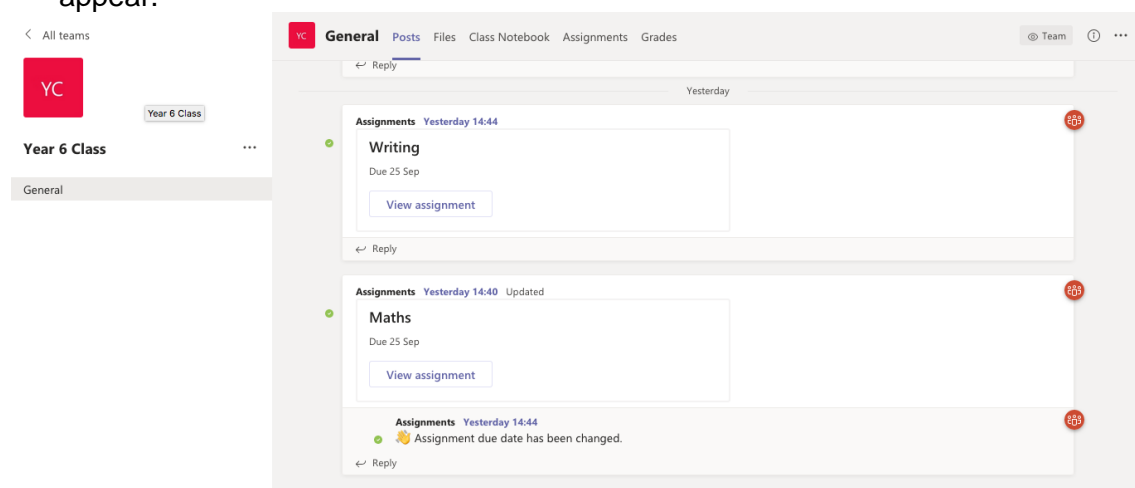 appear.
All teams
YC
Year 6 Class
Year 6 Class
General
YC General Posts Files Class Notebook Assignments Grades Team
Reply
Yesterday
Assignments Yesterday 14:44
Writing
Due 25 Sep
View assignment
Reply
Assignments Yesterday 14:40 Updated
Maths
Due 25 Sep
View assignment
Assignments Yesterday 14:44
👋 Assignment due date has been changed.
Reply